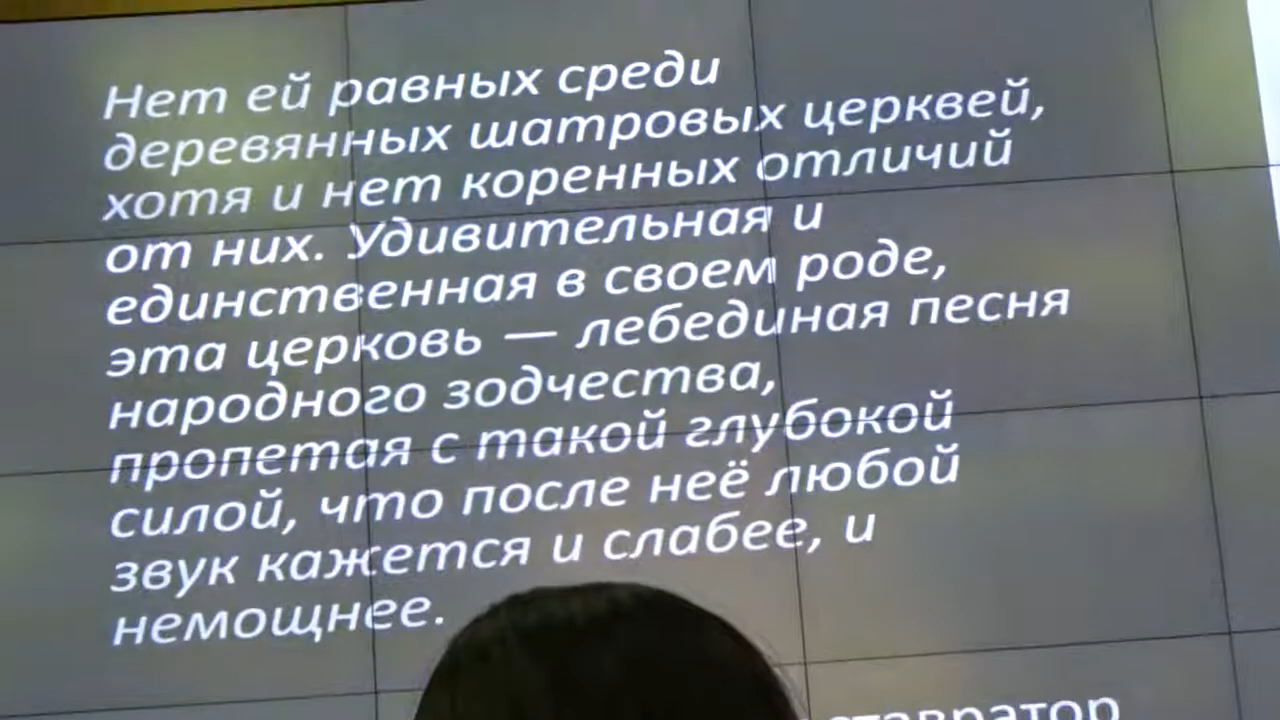 Нет ей равных среди
деревянных шатровых церквей,
хотя и нет коренных отличий
от них. Удивительная и
единственная в своем роде,
эта церковь — лебединая песня
народного зодчества,
пропетая с такой глубокой
силой, что после неё любой
звук кажется и слабее, и
немощнее.